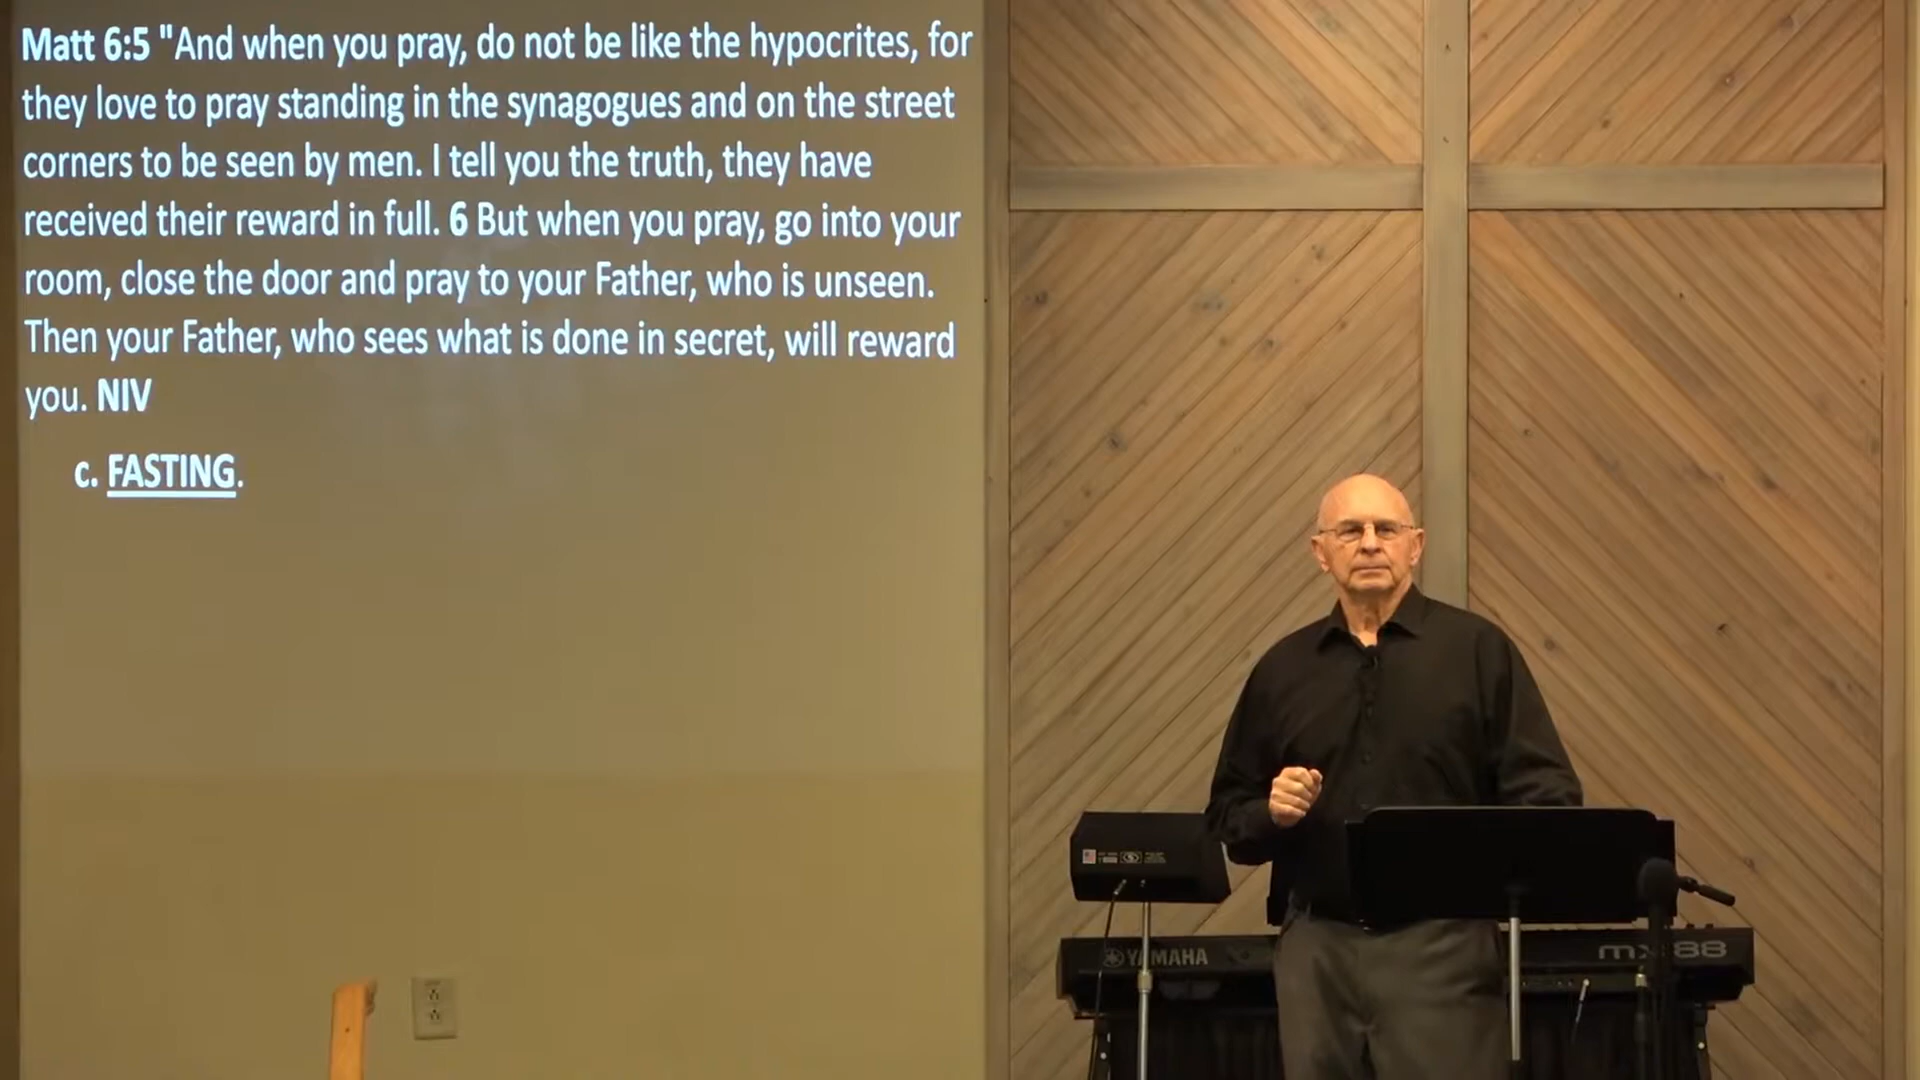 Matt 6:5 "And when you pray, do not be like the hypocrites, for
they love to pray standing in the synagogues and on the street
corners to be seen by men. I tell you the truth, they have
received their reward in full. 6 But when you pray, go into your
room, close the door and pray to your Father, who is unseen.
Then your Father, who sees what is done in secret, will reward
you. NIV
c. FASTING.
YAMAHA
mx 88